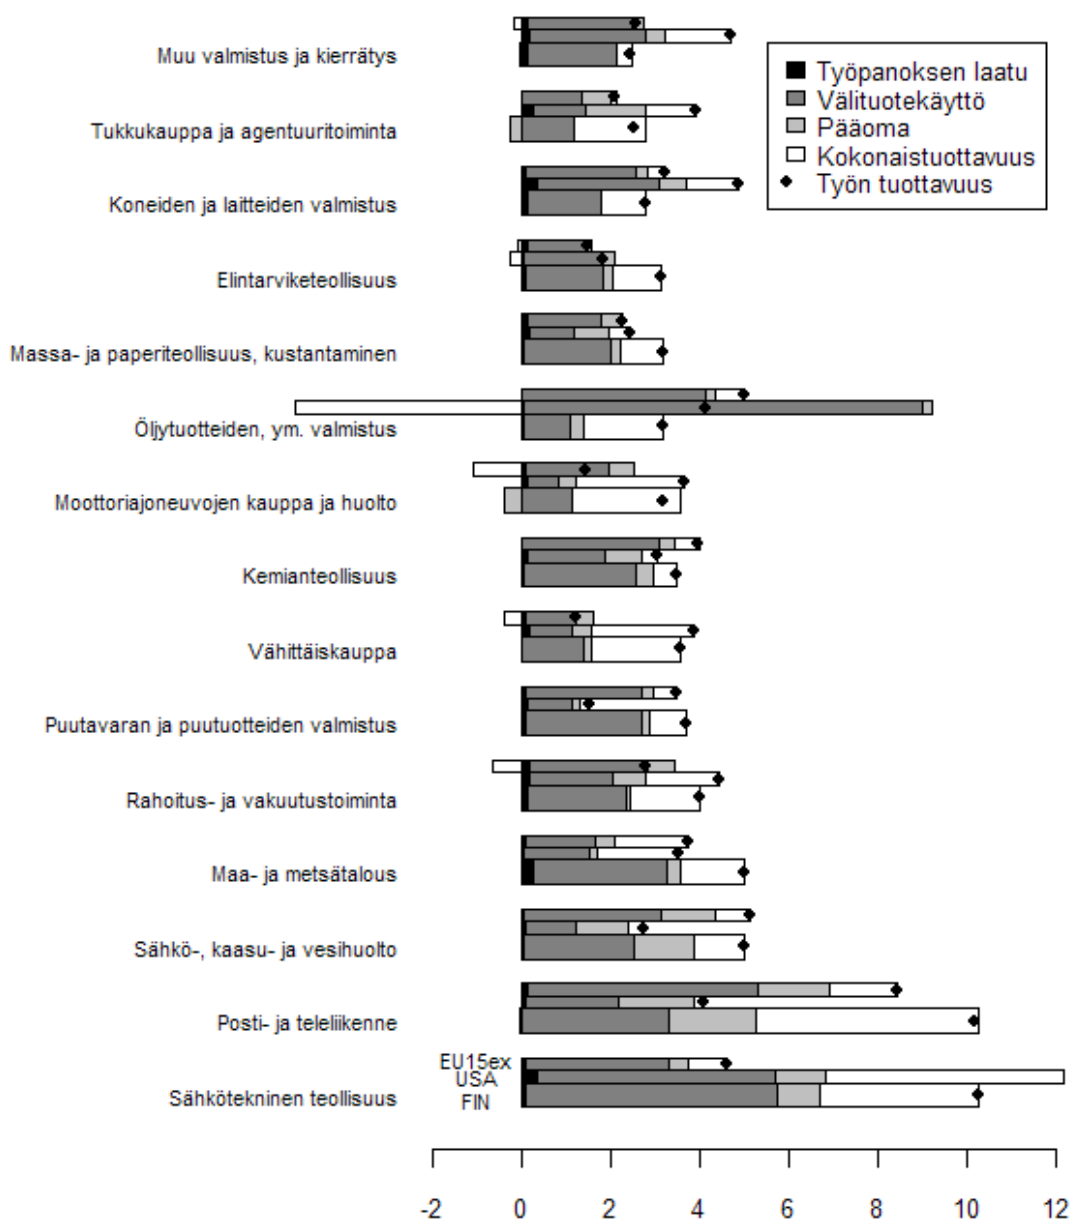 Muu valmistus ja kierrätys
Työpanoksen laatu
Välituotekäyttö
Pääoma
Kokonaistuottavuus
Työn tuottavuus
Tukkukauppa ja agentuuritoiminta
Koneiden ja laitteiden valmistus
Elintarviketeollisuus
Massa- ja paperiteollisuus, kustantaminen
Öljytuotteiden, ym. valmistus
Moottoriajoneuvojen kauppa ja huolto
Kemianteollisuus
Vähittäiskauppa
Puutavaran ja puutuotteiden valmistus
Rahoitus- ja vakuutustoiminta
Maa- ja metsätalous
Sähkö-, kaasu- ja vesihuolto
Posti- ja teleliikenne
EU15ex
USA
Sähkötekninen teollisuus FIN
-2 0 2 4 6 8 10 12